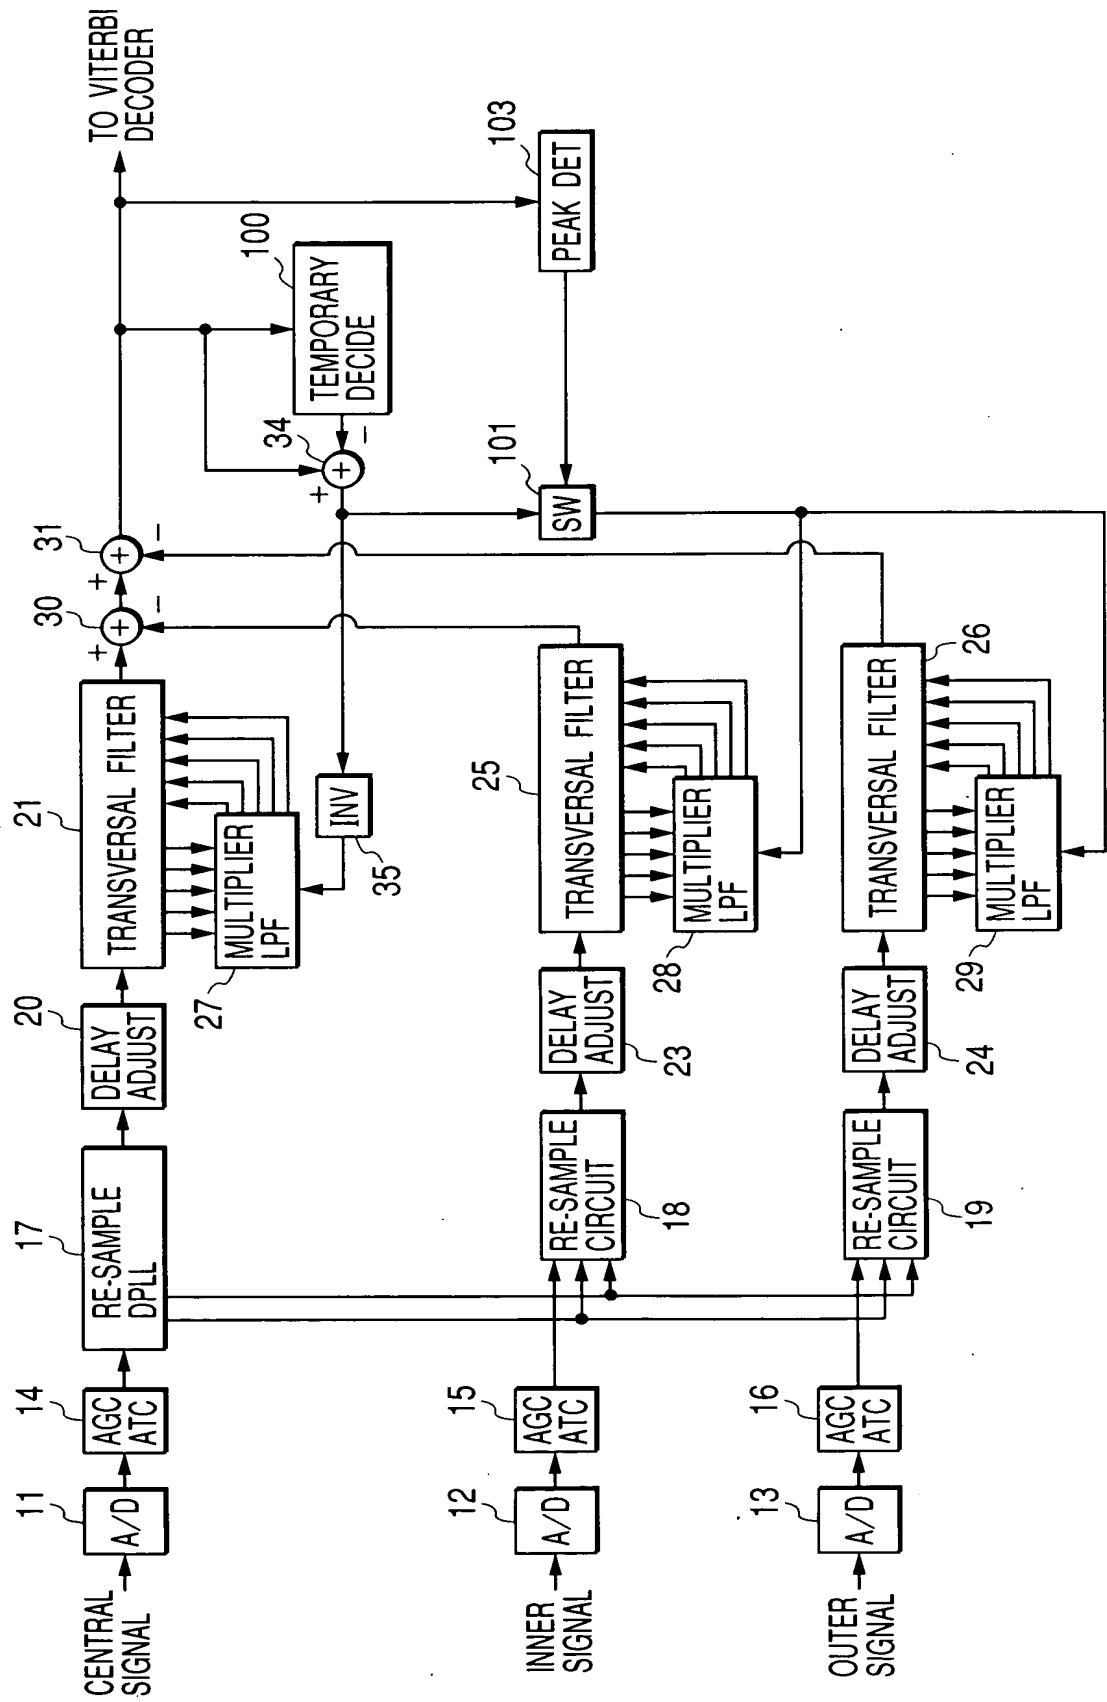 CENTRAL
SIGNAL
11
A/D
14
AGC
ATC
17
RE-SAMPLE
DPLL
20
DELAY
ADJUST
21
TRANSVERSAL FILTER
27
MULTIPLIER
LPF
30
+
+
−
31
+
+
−
TO VITERBI
DECODER
35
INV
34
+
+
−
100
TEMPORARY
DECIDE
101
SW
103
PEAK DET
INNER
SIGNAL
12
A/D
15
AGC
ATC
RE-SAMPLE
CIRCUIT
18
DELAY
ADJUST
23
25
TRANSVERSAL FILTER
MULTIPLIER
LPF
28
OUTER
SIGNAL
13
A/D
16
AGC
ATC
RE-SAMPLE
CIRCUIT
19
DELAY
ADJUST
24
TRANSVERSAL FILTER
26
MULTIPLIER
LPF
29